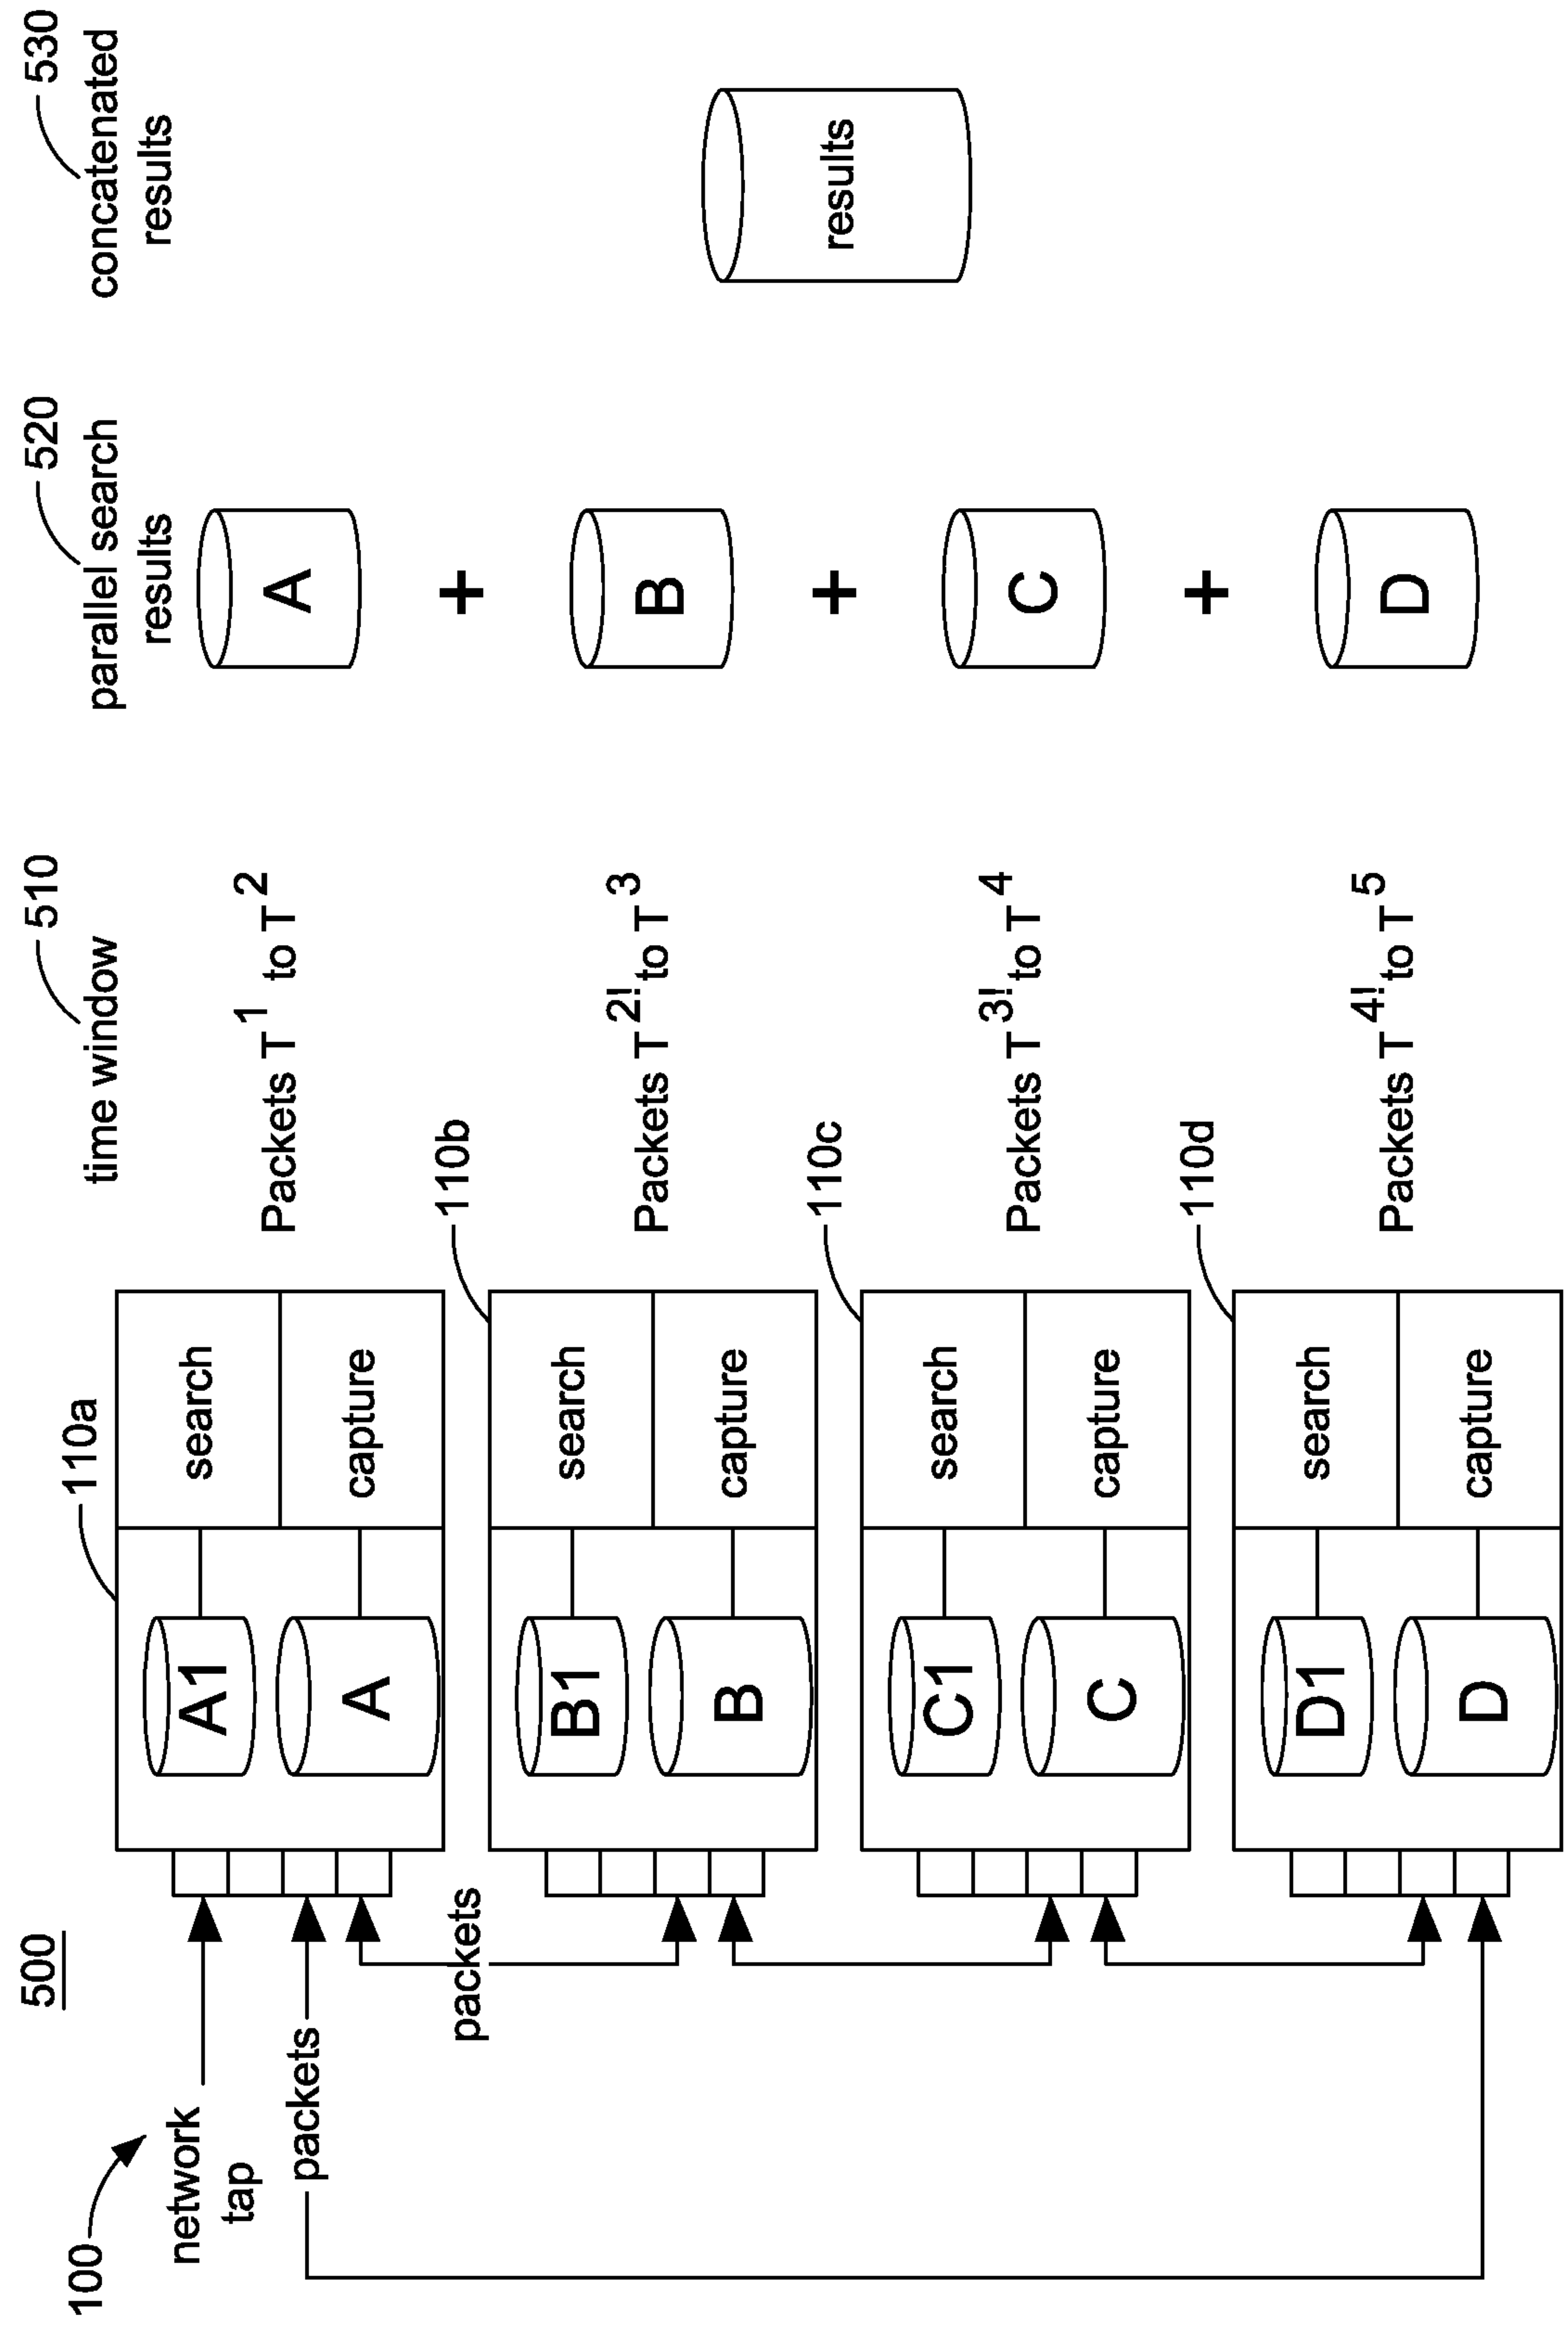 500
100
network
tap
packets
packets
110a
A1
search
A
capture
110b
B1
search
B
capture
110c
C1
search
C
capture
110d
D1
search
D
capture
510
time window
Packets T1 to T2
Packets T2! to T3
Packets T3! to T4
Packets T4! to T5
520
parallel search
results
A
+
B
+
C
+
D
530
concatenated
results
results